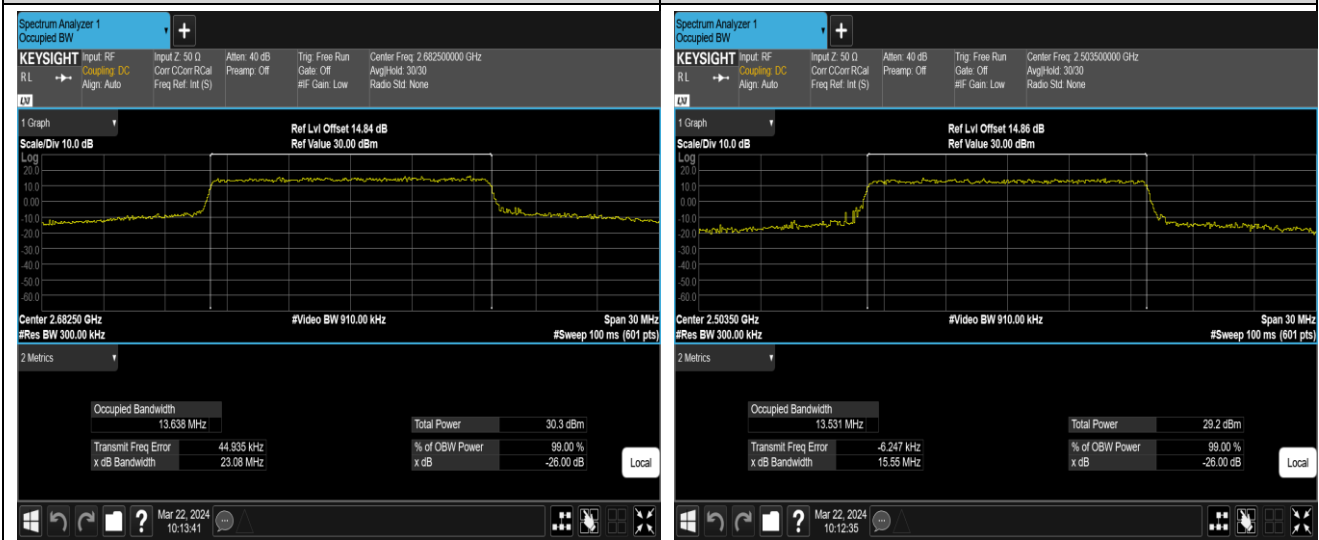 Spectrum Analyzer 1
Occupied BW
+
KEYSIGHT
R L
LXI
Input: RF
Coupling: DC
Align: Auto
Input Z: 50 Ω
Corr CCorr RCal
Freq Ref: Int (S)
Atten: 40 dB
Preamp: Off
Trig: Free Run
Gate: Off
#IF Gain: Low
Center Freq: 2.682500000 GHz
Avg|Hold: 30/30
Radio Std: None
1 Graph
Scale/Div 10.0 dB
Ref Lvl Offset 14.84 dB
Ref Value 30.00 dBm
Log
20.0
10.0
0.00
-10.0
-20.0
-30.0
-40.0
-50.0
-60.0
Center 2.68250 GHz
#Res BW 300.00 kHz
#Video BW 910.00 kHz
Span 30 MHz
#Sweep 100 ms (601 pts)
2 Metrics
Occupied Bandwidth
13.638 MHz
Transmit Freq Error 44.935 kHz
x dB Bandwidth 23.08 MHz
Total Power 30.3 dBm
% of OBW Power 99.00 %
x dB -26.00 dB
Local
?
Mar 22, 2024
10:13:41
Spectrum Analyzer 1
Occupied BW
+
KEYSIGHT
R L
LXI
Input: RF
Coupling: DC
Align: Auto
Input Z: 50 Ω
Corr CCorr RCal
Freq Ref: Int (S)
Atten: 40 dB
Preamp: Off
Trig: Free Run
Gate: Off
#IF Gain: Low
Center Freq: 2.503500000 GHz
Avg|Hold: 30/30
Radio Std: None
1 Graph
Scale/Div 10.0 dB
Ref Lvl Offset 14.86 dB
Ref Value 30.00 dBm
Log
20.0
10.0
0.00
-10.0
-20.0
-30.0
-40.0
-50.0
-60.0
Center 2.50350 GHz
#Res BW 300.00 kHz
#Video BW 910.00 kHz
Span 30 MHz
#Sweep 100 ms (601 pts)
2 Metrics
Occupied Bandwidth
13.531 MHz
Transmit Freq Error -6.247 kHz
x dB Bandwidth 15.55 MHz
Total Power 29.2 dBm
% of OBW Power 99.00 %
x dB -26.00 dB
Local
?
Mar 22, 2024
10:12:35